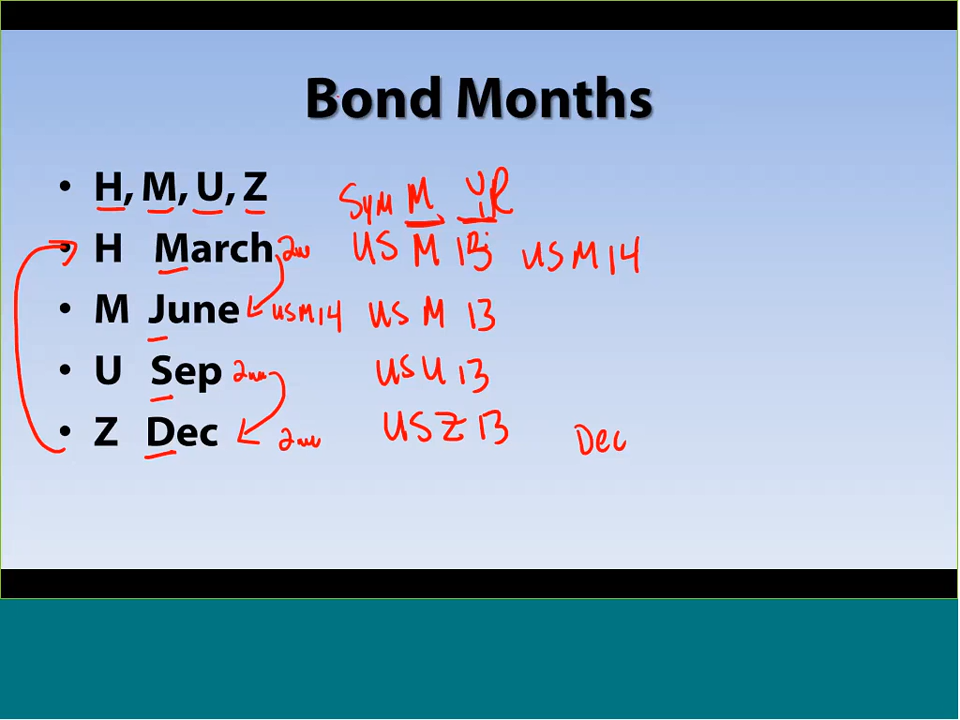 Bond Months
• H, M, U, Z SYM M YR
• H March 2w US M 13 USM14
• M June USM14 US M 13
• U Sep 2w US U 13
• Z Dec 2w US Z 13 Dec